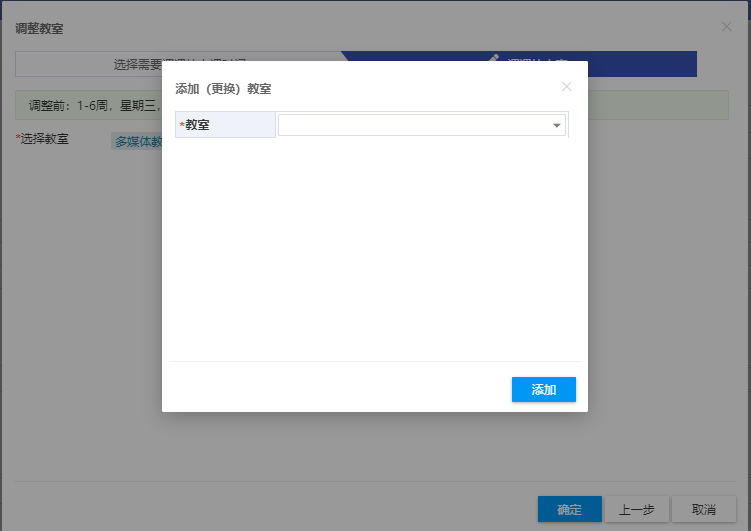 调整教室
选择需要
添加（更换）教室
调整前：1-6周，星期三，
*教室
*选择教室
多媒体教
添加
确定
上一步
取消